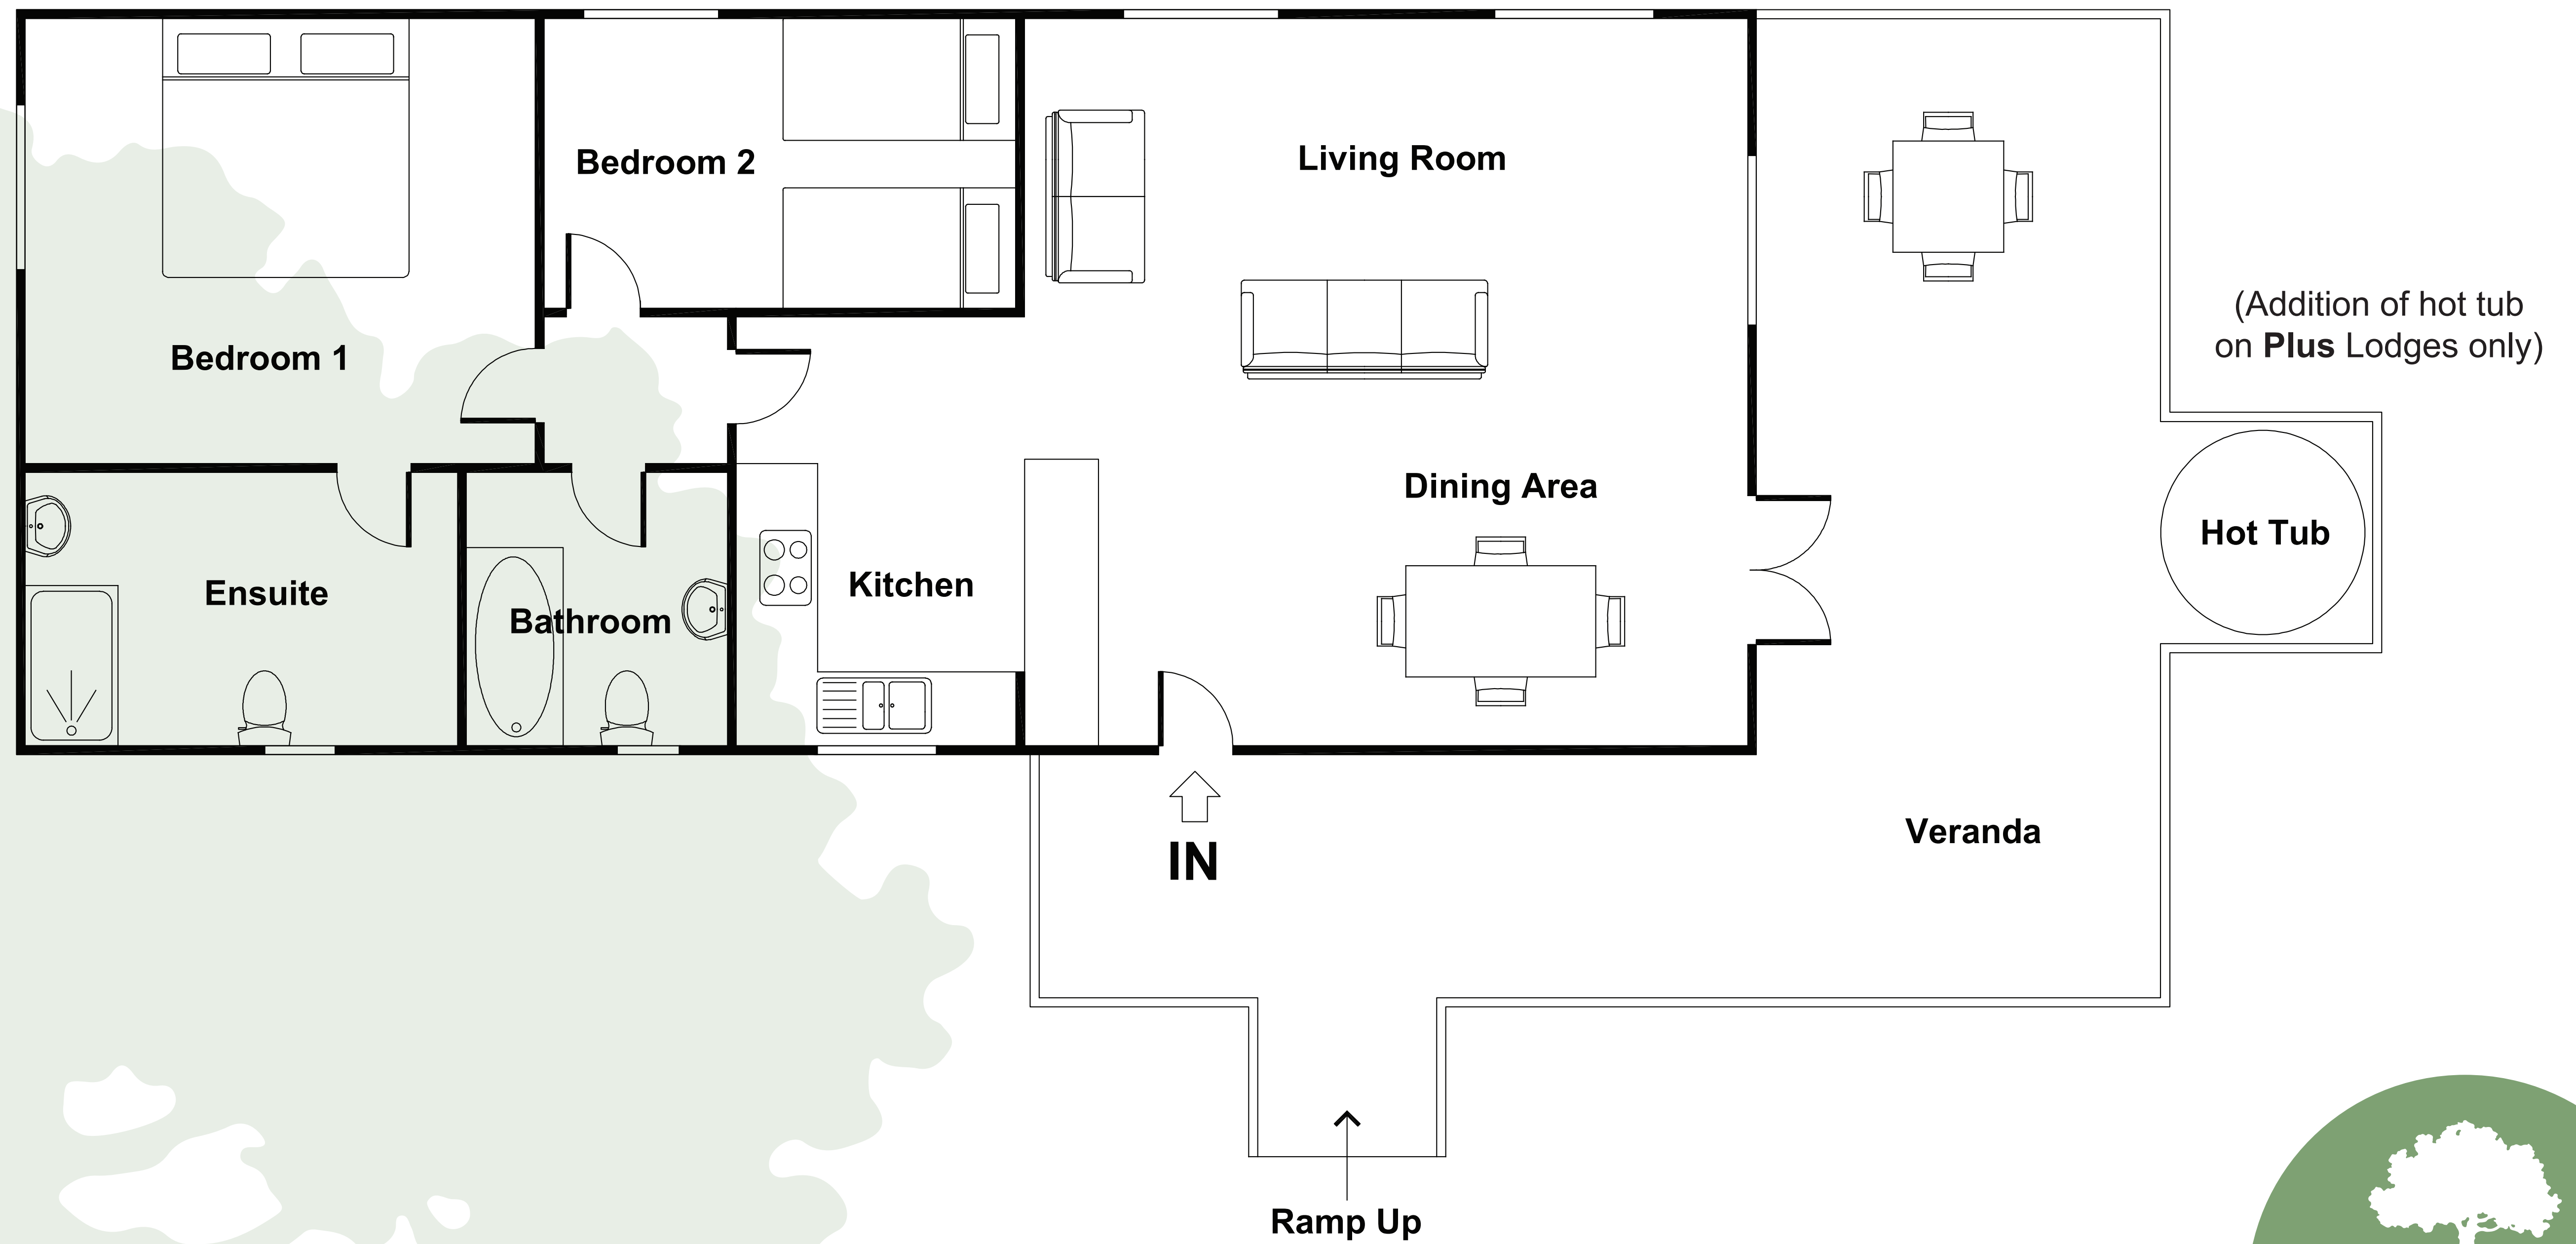 Bedroom 2
Living Room
(Addition of hot tub
on Plus Lodges only)
Bedroom 1
Dining Area
Hot Tub
Kitchen
Ensuite
Bathroom
Veranda
IN
Ramp Up